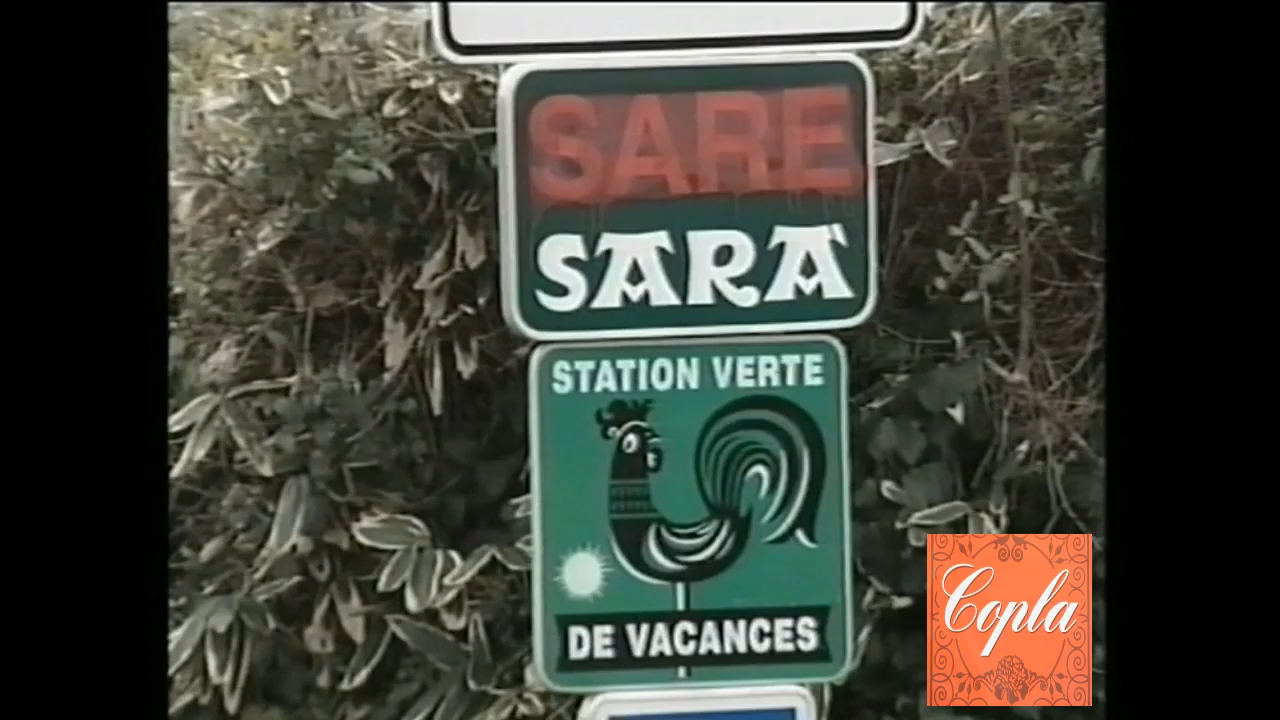 SARE
SARA
STATION VERTE
DE VACANCES
Copla